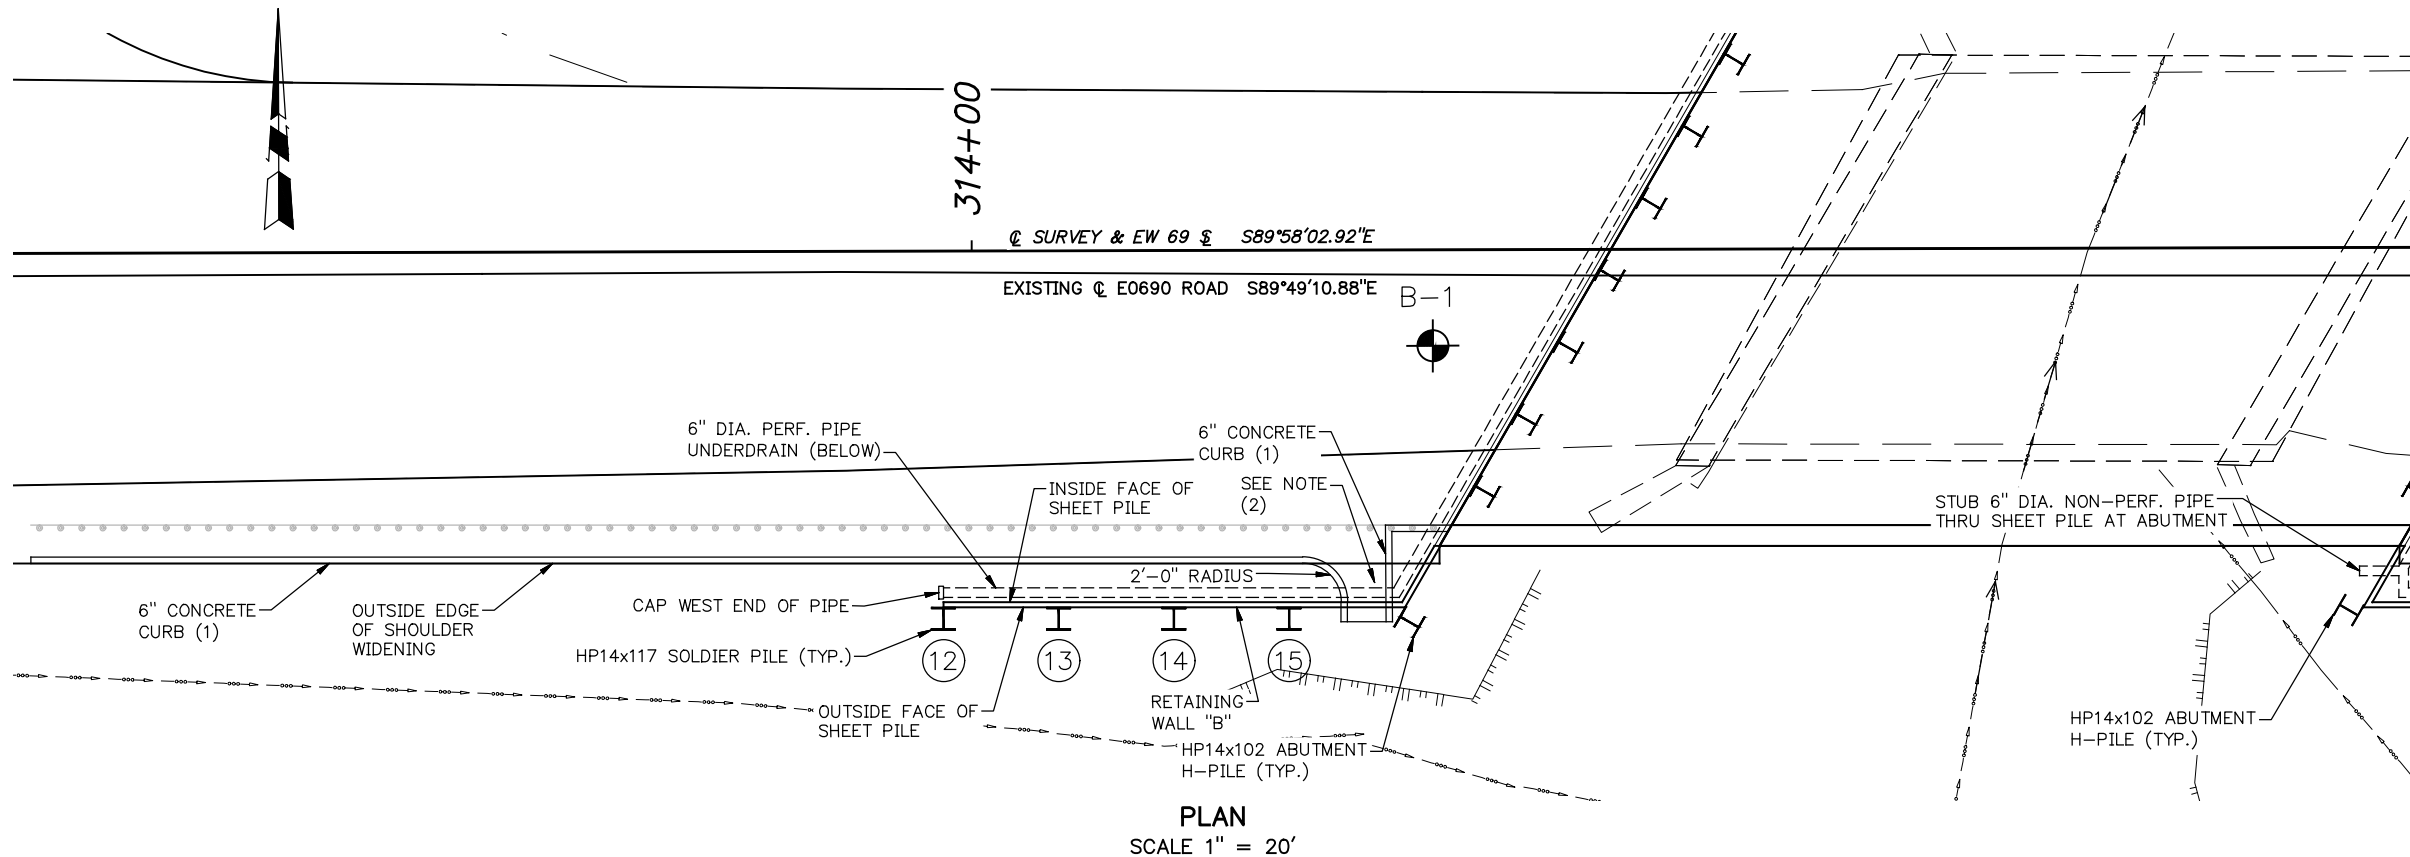 314+00
℄ SURVEY & EW 69 S̵L S89°58'02.92"E
EXISTING ℄ E0690 ROAD S89°49'10.88"E
B-1
6" DIA. PERF. PIPE
UNDERDRAIN (BELOW)
6" CONCRETE
CURB (1)
INSIDE FACE OF
SHEET PILE
SEE NOTE
(2)
STUB 6" DIA. NON-PERF. PIPE
THRU SHEET PILE AT ABUTMENT
2'-0" RADIUS
6" CONCRETE
CURB (1)
OUTSIDE EDGE
OF SHOULDER
WIDENING
CAP WEST END OF PIPE
HP14x117 SOLDIER PILE (TYP.)
12
13
14
15
OUTSIDE FACE OF
SHEET PILE
RETAINING
WALL "B"
HP14x102 ABUTMENT
H-PILE (TYP.)
HP14x102 ABUTMENT
H-PILE (TYP.)
PLAN
SCALE 1" = 20'